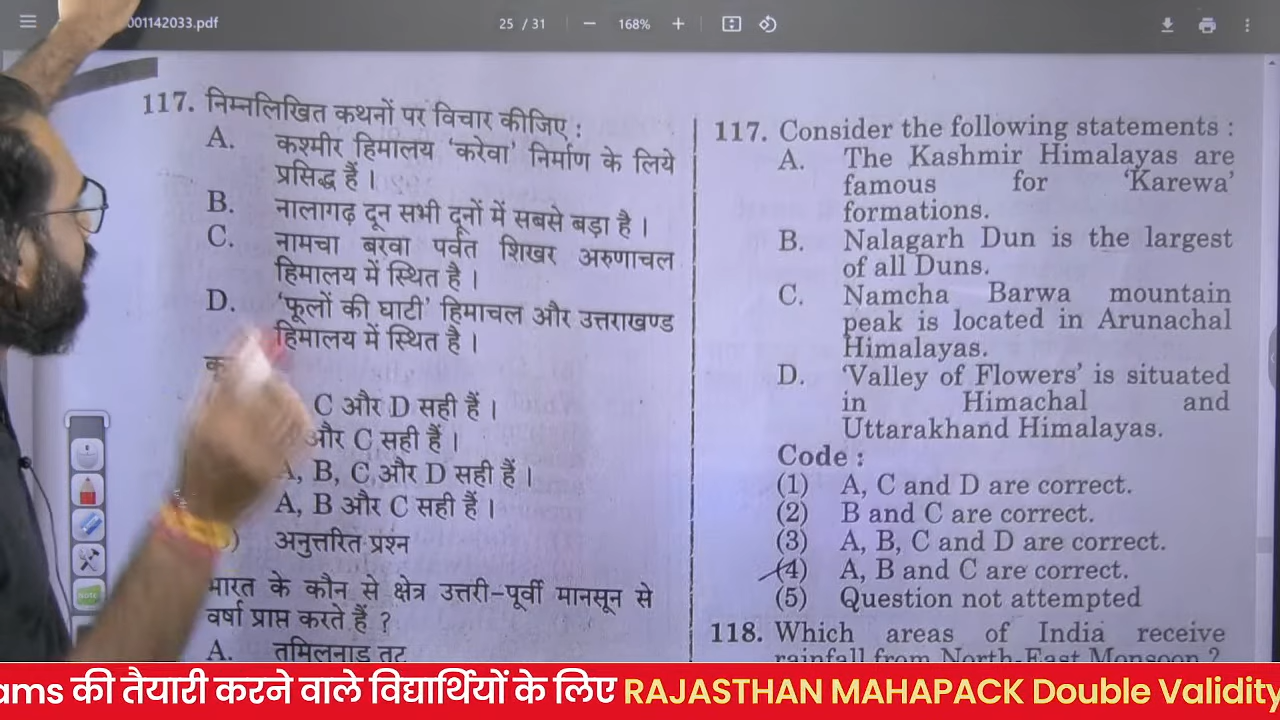 001142033.pdf
25 / 31
168%
117. निम्नलिखित कथनों पर विचार कीजिए :
A. कश्मीर हिमालय ‘करेवा’ निर्माण के लिये
प्रसिद्ध हैं ।
B. नालागढ़ दून सभी दूनों में सबसे बड़ा है ।
C. नामचा बरवा पर्वत शिखर अरुणाचल
हिमालय में स्थित है ।
D. ‘फूलों की घाटी’ हिमाचल और उत्तराखण्ड
हिमालय में स्थित है ।
C और D सही हैं ।
और C सही हैं ।
A, B, C और D सही हैं ।
A, B और C सही हैं ।
अनुत्तरित प्रश्न
भारत के कौन से क्षेत्र उत्तरी-पूर्वी मानसून से
वर्षा प्राप्त करते हैं ?
A. तमिलनाडु तट
117. Consider the following statements :
A. The Kashmir Himalayas are
famous for ‘Karewa’
formations.
B. Nalagarh Dun is the largest
of all Duns.
C. Namcha Barwa mountain
peak is located in Arunachal
Himalayas.
D. ‘Valley of Flowers’ is situated
in Himachal and
Uttarakhand Himalayas.
Code :
(1) A, C and D are correct.
(2) B and C are correct.
(3) A, B, C and D are correct.
(4) A, B and C are correct.
(5) Question not attempted
118. Which areas of India receive
rainfall from North-East Monsoon ?
ams की तैयारी करने वाले विद्यार्थियों के लिए RAJASTHAN MAHAPACK Double Validity